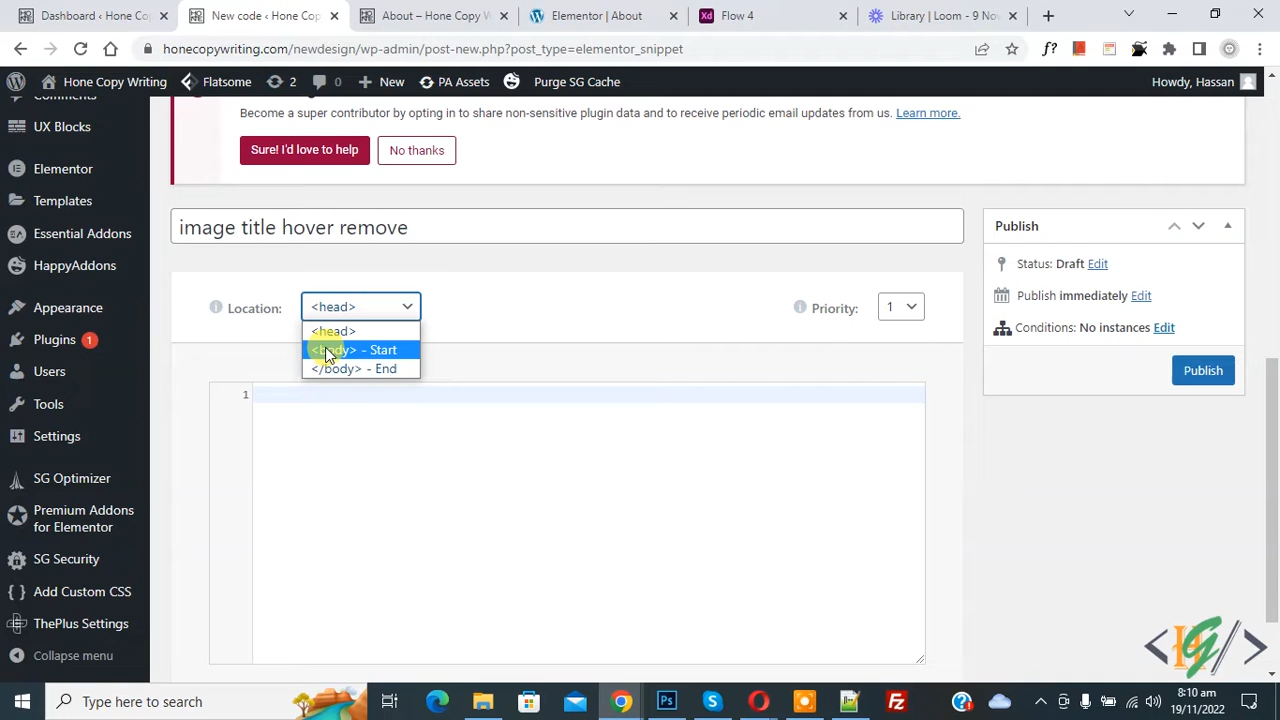 Dashboard ‹ Hone Cop
New code ‹ Hone Cop
About – Hone Copy W
Elementor | About
Flow 4
Library | Loom - 9 Nov
honecopywriting.com/newdesign/wp-admin/post-new.php?post_type=elementor_snippet
Hone Copy Writing
Flatsome
2
0
New
PA Assets
Purge SG Cache
Howdy, Hassan
UX Blocks
Elementor
Templates
Essential Addons
HappyAddons
Appearance
Plugins 1
Users
Tools
Settings
SG Optimizer
Premium Addons
for Elementor
SG Security
Add Custom CSS
ThePlus Settings
Collapse menu
Become a super contributor by opting in to share non-sensitive plugin data and to receive periodic email updates from us. Learn more.
Sure! I'd love to help
No thanks
image title hover remove
Location:
<head>
<head>
<body> - Start
</body> - End
Priority:
1
1
Publish
Status: Draft Edit
Publish immediately Edit
Conditions: No instances Edit
Publish
Type here to search
8:10 am
19/11/2022